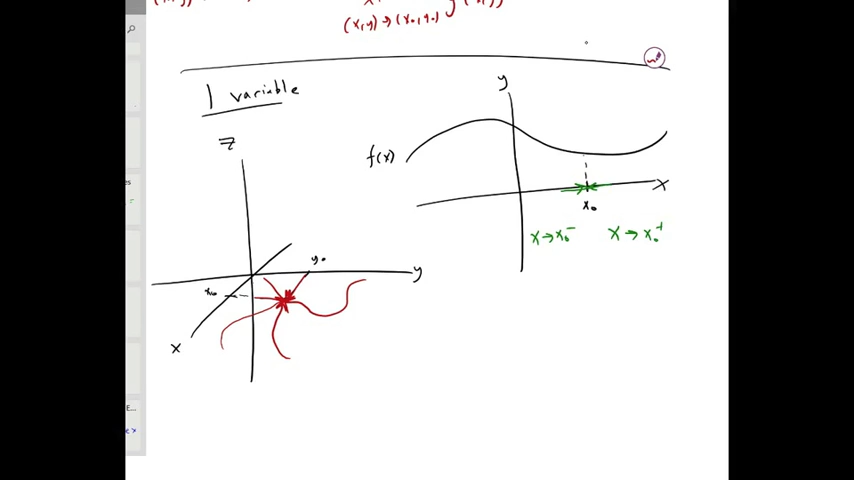 (x,y) → (x₀,y₀)
1 variable
y
z
f(x)
x
x₀
x → x₀⁻ x → x₀⁺
y₀
y
x₀
x